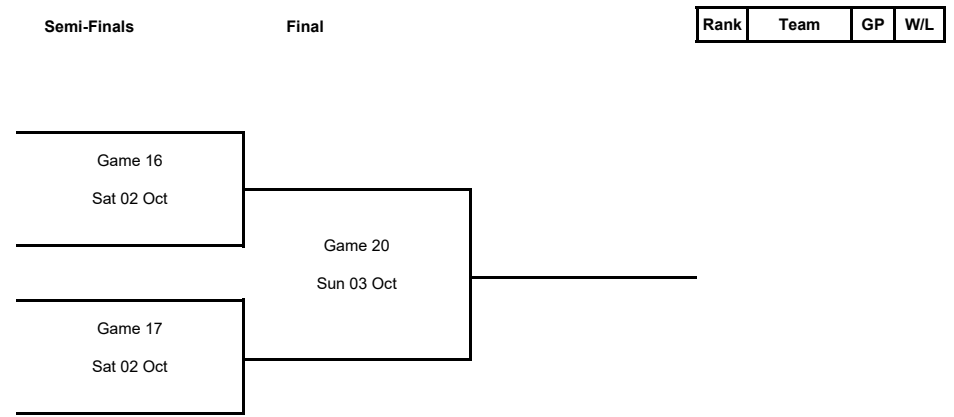 Semi-Finals Final Rank Team GP W/L
Game 16
Sat 02 Oct
Game 20
Sun 03 Oct
Game 17
Sat 02 Oct